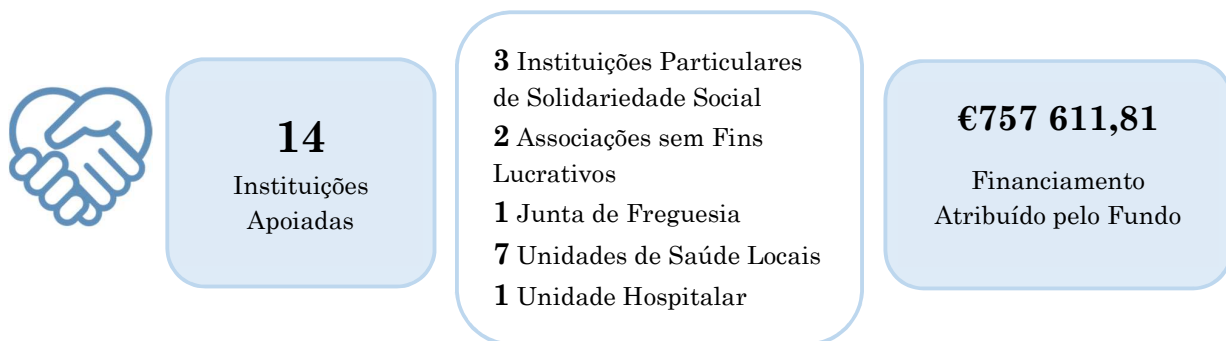 14
Instituições
Apoiadas
3 Instituições Particulares
de Solidariedade Social
2 Associações sem Fins
Lucrativos
1 Junta de Freguesia
7 Unidades de Saúde Locais
1 Unidade Hospitalar
€757 611,81
Financiamento
Atribuído pelo Fundo